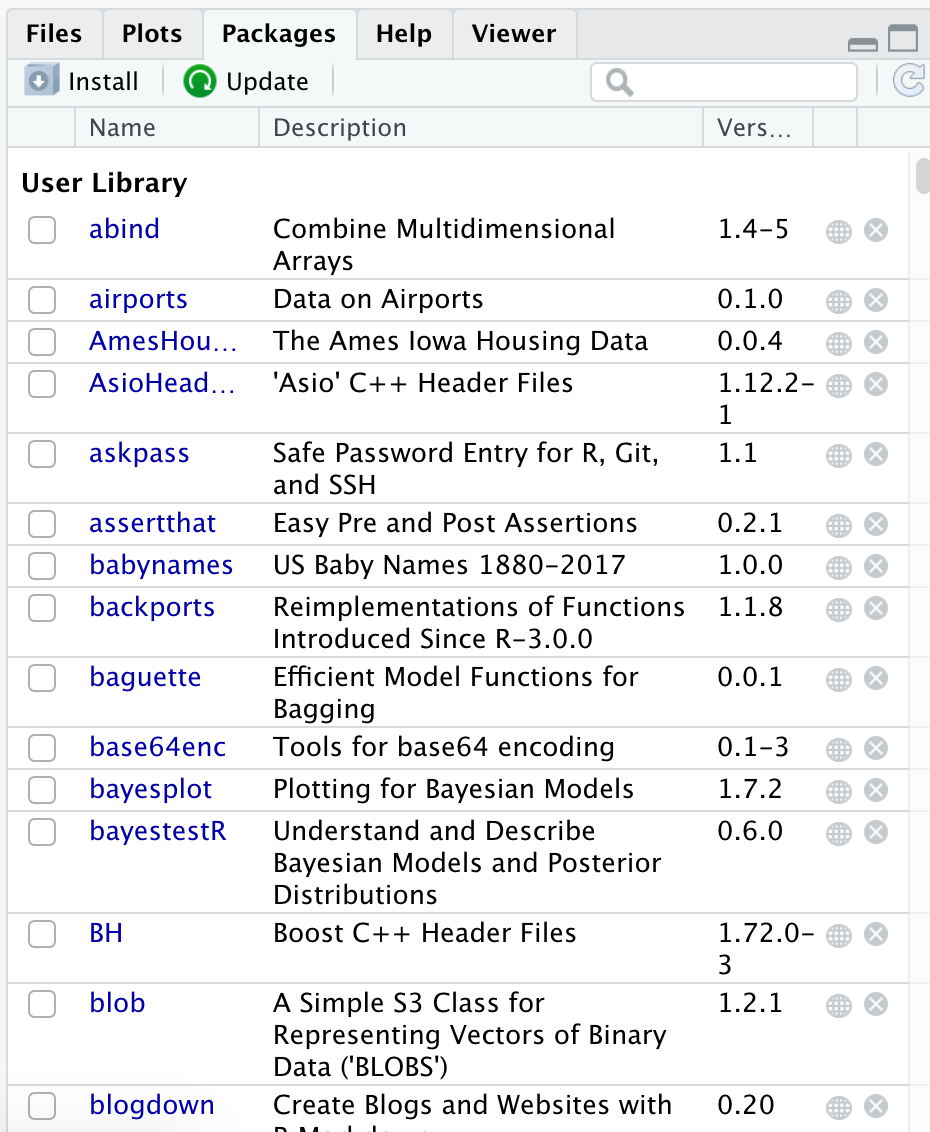 Files Plots Packages Help Viewer
Install Update
Name Description Vers...
User Library
abind Combine Multidimensional 1.4-5
Arrays
airports Data on Airports 0.1.0
AmesHou... The Ames Iowa Housing Data 0.0.4
AsioHead... 'Asio' C++ Header Files 1.12.2-
1
askpass Safe Password Entry for R, Git, 1.1
and SSH
assertthat Easy Pre and Post Assertions 0.2.1
babynames US Baby Names 1880-2017 1.0.0
backports Reimplementations of Functions 1.1.8
Introduced Since R-3.0.0
baguette Efficient Model Functions for 0.0.1
Bagging
base64enc Tools for base64 encoding 0.1-3
bayesplot Plotting for Bayesian Models 1.7.2
bayestestR Understand and Describe 0.6.0
Bayesian Models and Posterior
Distributions
BH Boost C++ Header Files 1.72.0-
3
blob A Simple S3 Class for 1.2.1
Representing Vectors of Binary
Data ('BLOBS')
blogdown Create Blogs and Websites with 0.20